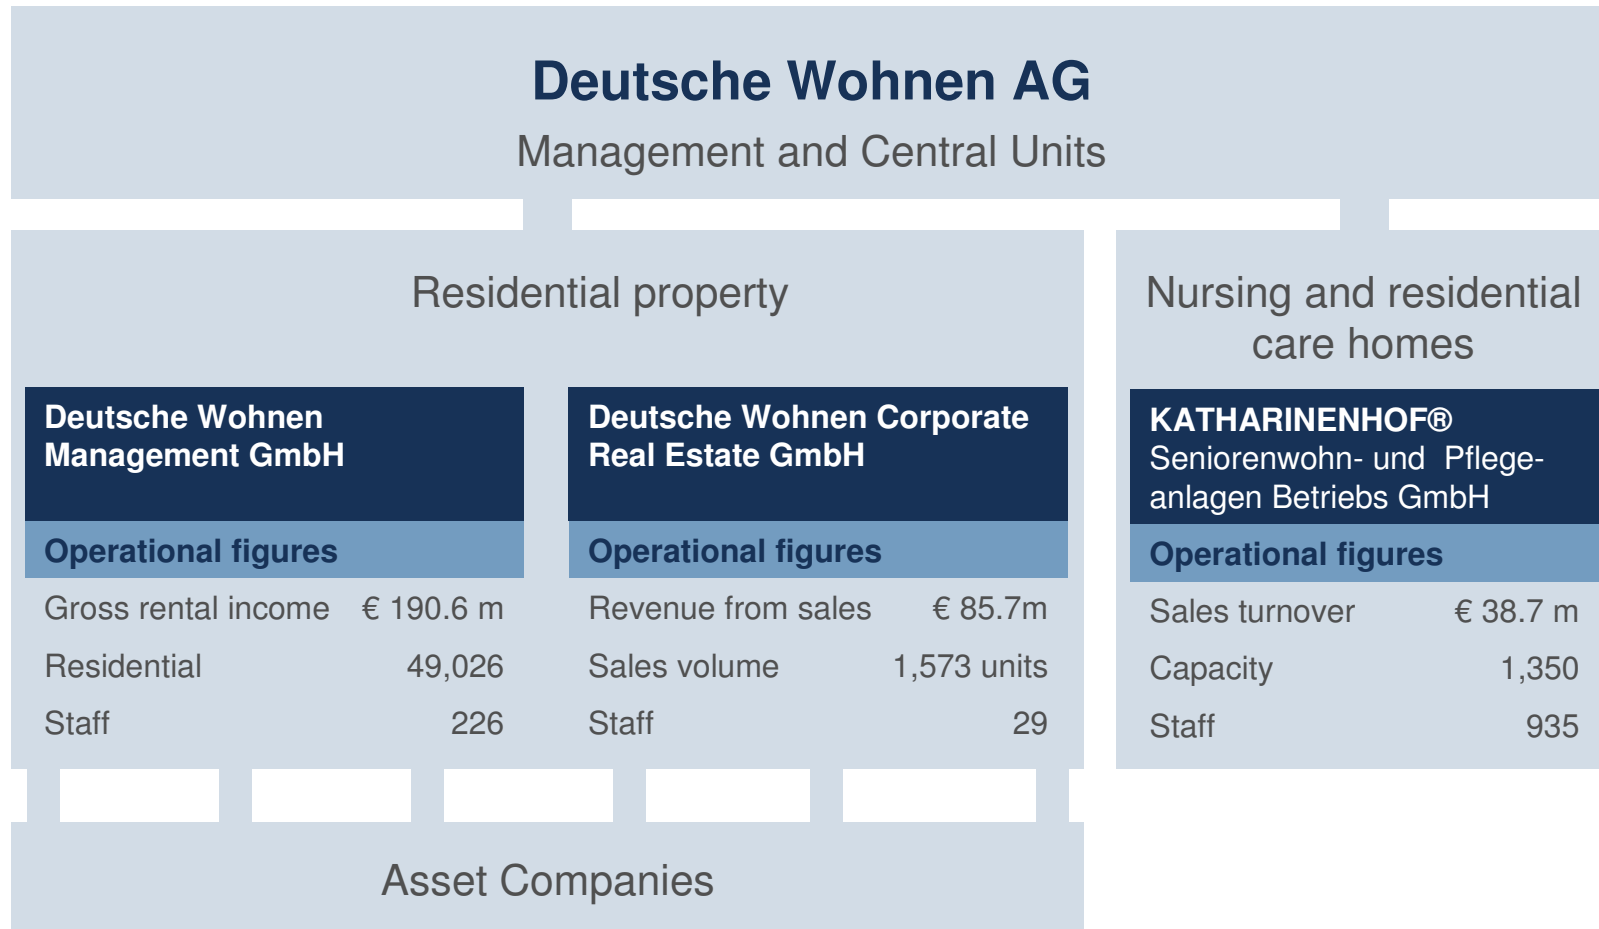 Deutsche Wohnen AG
Management and Central Units
Residential property
Deutsche Wohnen
Management GmbH
Operational figures
Gross rental income € 190.6 m
Residential 49,026
Staff 226
Deutsche Wohnen Corporate
Real Estate GmbH
Operational figures
Revenue from sales € 85.7m
Sales volume 1,573 units
Staff 29
Nursing and residential
care homes
KATHARINENHOF®
Seniorenwohn- und Pflege-
anlagen Betriebs GmbH
Operational figures
Sales turnover € 38.7 m
Capacity 1,350
Staff 935
Asset Companies